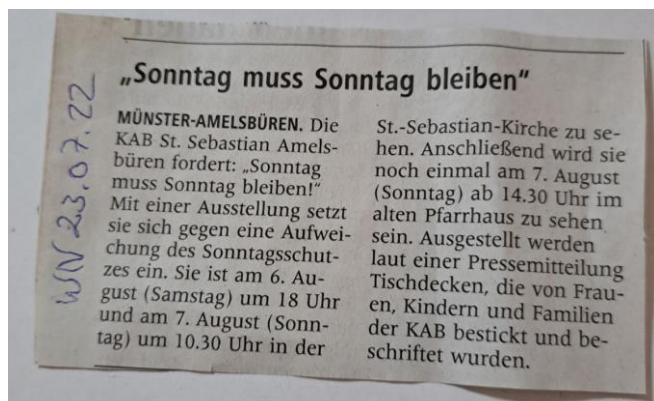 „Sonntag muss Sonntag bleiben“
MÜNSTER-AMELSBÜREN. Die
KAB St. Sebastian Amels-
büren fordert: „Sonntag
muss Sonntag bleiben!“
Mit einer Ausstellung setzt
sie sich gegen eine Aufwei-
chung des Sonntagsschut-
zes ein. Sie ist am 6. Au-
gust (Samstag) um 18 Uhr
und am 7. August (Sonn-
tag) um 10.30 Uhr in der
St.-Sebastian-Kirche zu se-
hen. Anschließend wird sie
noch einmal am 7. August
(Sonntag) ab 14.30 Uhr im
alten Pfarrhaus zu sehen
sein. Ausgestellt werden
laut einer Pressemitteilung
Tischdecken, die von Frau-
en, Kindern und Familien
der KAB bestickt und be-
schriftet wurden.
WN 23.07.22